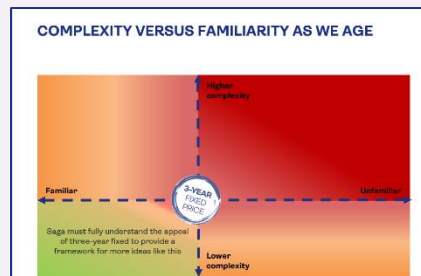 COMPLEXITY VERSUS FAMILIARITY AS WE AGE
Higher
complexity
Familiar
3-YEAR
FIXED
PRICE
Unfamiliar
Saga must fully understand the appeal
of three-year fixed to provide a
framework for more ideas like this
Lower
complexity